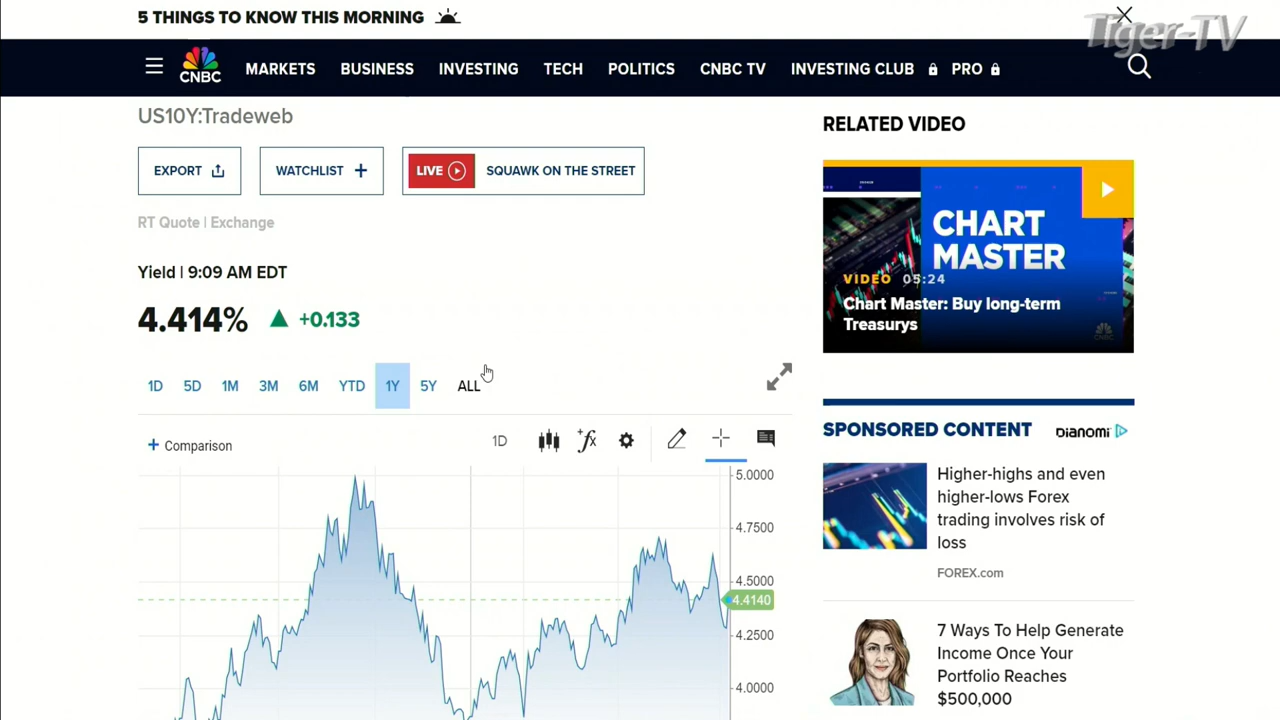 5 THINGS TO KNOW THIS MORNING
Tiger-TV
CNBC
MARKETS
BUSINESS
INVESTING
TECH
POLITICS
CNBC TV
INVESTING CLUB
PRO
US10Y:Tradeweb
EXPORT
WATCHLIST +
LIVE
SQUAWK ON THE STREET
RT Quote | Exchange
Yield | 9:09 AM EDT
4.414%
+0.133
1D 5D 1M 3M 6M YTD 1Y 5Y ALL
+ Comparison
1D
+fx
5.0000
4.7500
4.5000
4.4140
4.2500
4.0000
RELATED VIDEO
CHART
MASTER
VIDEO 05:24
Chart Master: Buy long-term
Treasurys
SPONSORED CONTENT
DIANOMI
Higher-highs and even
higher-lows Forex
trading involves risk of
loss
FOREX.com
7 Ways To Help Generate
Income Once Your
Portfolio Reaches
$500,000